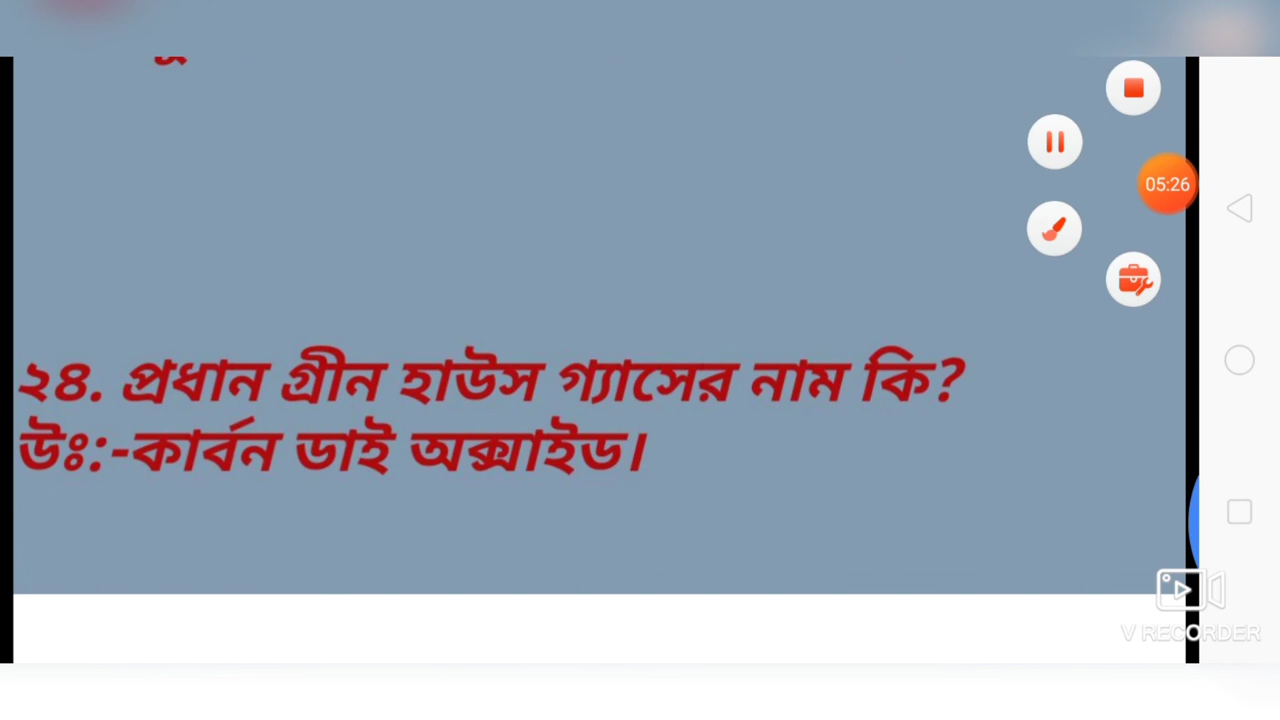 05:26
২৪. প্রধান গ্রীন হাউস গ্যাসের নাম কি?
উঃ:-কার্বন ডাই অক্সাইড।
V RECORDER